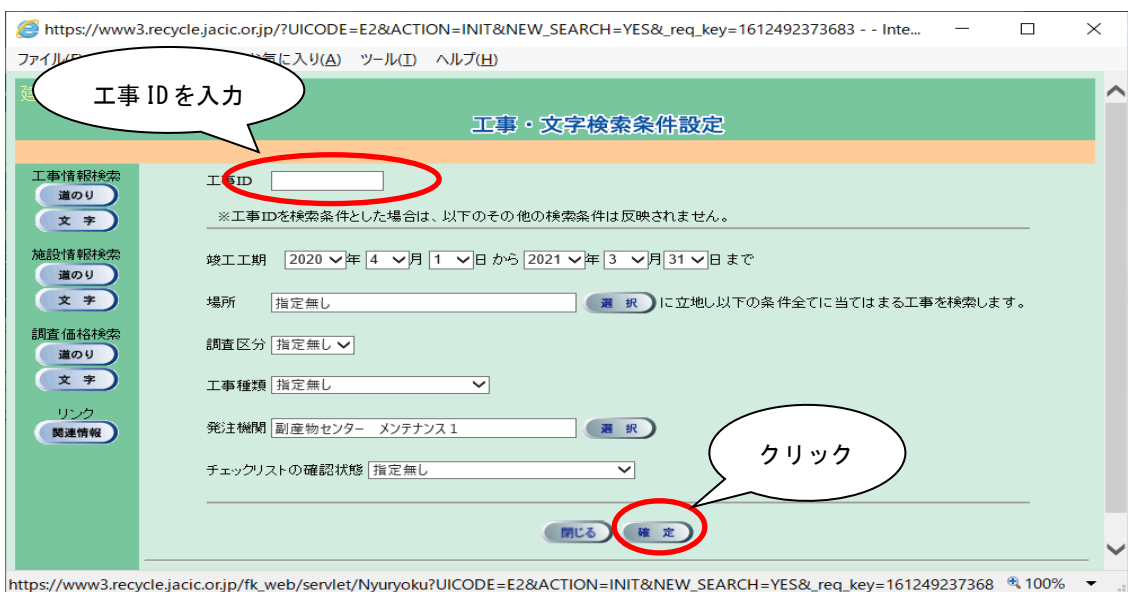 https://www3.recycle.jacic.or.jp/?UICODE=E2&ACTION=INIT&NEW_SEARCH=YES&_req_key=1612492373683 - - Inte...
ファイル(F) 気に入り(A) ツール(T) ヘルプ(H)
工事 ID を入力
工事・文字検索条件設定
工事情報検索
道のり
文 字
施設情報検索
道のり
文 字
調査価格検索
道のり
文 字
リンク
関連情報
工事ID
※工事IDを検索条件とした場合は、以下のその他の検索条件は反映されません。
竣工工期 2020 年 4 月 1 日 から 2021 年 3 月 31 日 まで
場所 指定無し 選 択 に立地し以下の条件全てに当てはまる工事を検索します。
調査区分 指定無し
工事種類 指定無し
発注機関 副産物センター メンテナンス１ 選 択
チェックリストの確認状態 指定無し
クリック
閉じる 確 定
https://www3.recycle.jacic.or.jp/fk_web/servlet/Nyuryoku?UICODE=E2&ACTION=INIT&NEW_SEARCH=YES&_req_key=161249237368 100%